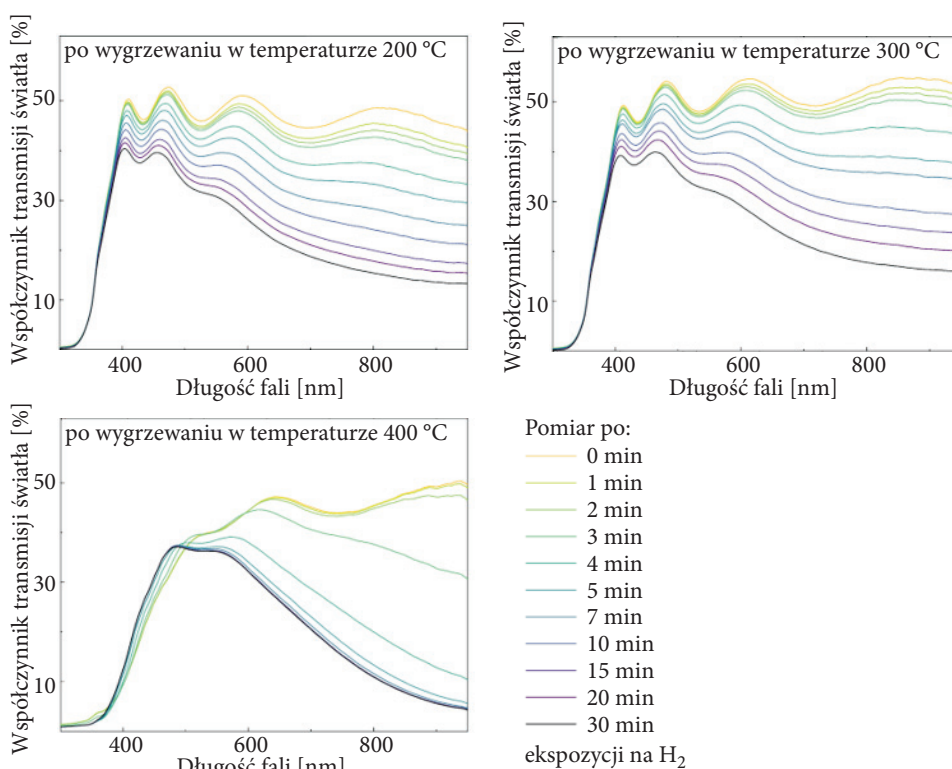 po wygrzewaniu w temperaturze 200 °C
Współczynnik transmisji światła [%]
50
30
10
400
600
800
Długość fali [nm]
po wygrzewaniu w temperaturze 300 °C
Współczynnik transmisji światła [%]
50
30
10
400
600
800
Długość fali [nm]
po wygrzewaniu w temperaturze 400 °C
Współczynnik transmisji światła [%]
50
30
10
400
600
800
Długość fali [nm]
Pomiar po:
0 min
1 min
2 min
3 min
4 min
5 min
7 min
10 min
15 min
20 min
30 min
ekspozycji na H₂